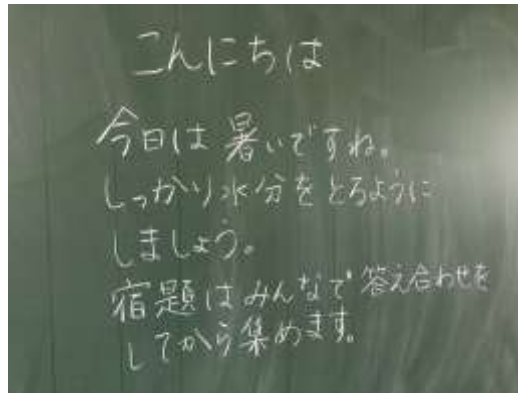 こんにちは
今日は暑いですね。
しっかり水分をとるように
しましょう。
宿題はみんなで答え合わせを
してから集めます。